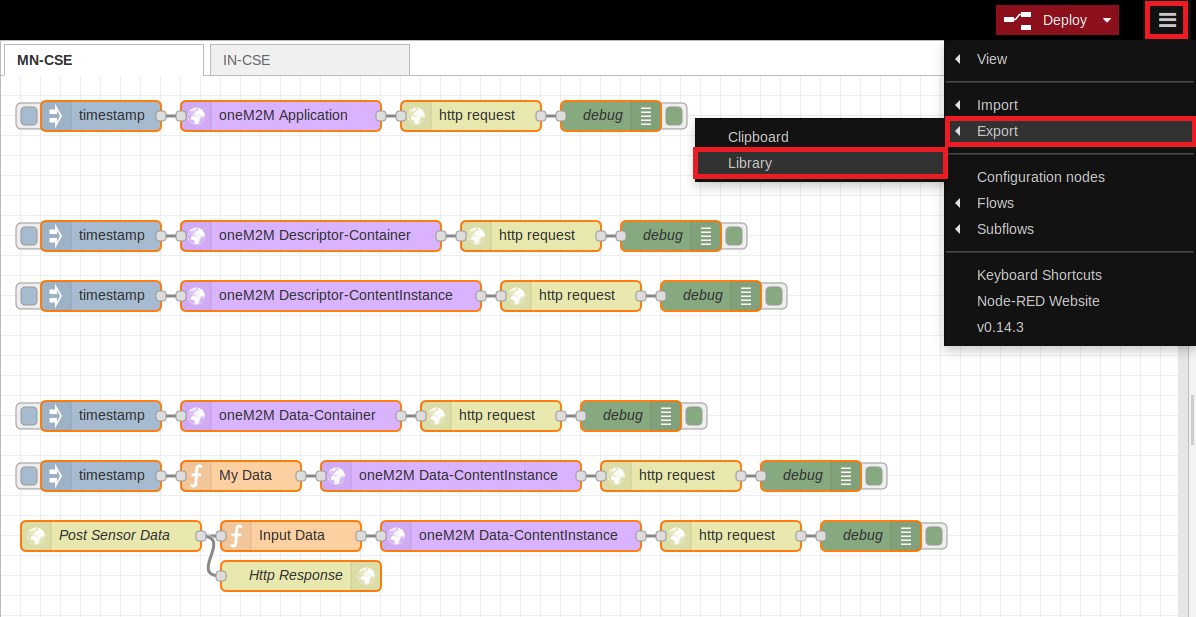 Deploy
MN-CSE
IN-CSE
View
Import
Export
Configuration nodes
Flows
Subflows
Keyboard Shortcuts
Node-RED Website
v0.14.3
Clipboard
Library
timestamp oneM2M Application http request debug
timestamp oneM2M Descriptor-Container http request debug
timestamp oneM2M Descriptor-ContentInstance http request debug
timestamp oneM2M Data-Container http request debug
timestamp My Data oneM2M Data-ContentInstance http request debug
Post Sensor Data Input Data oneM2M Data-ContentInstance http request debug
Http Response